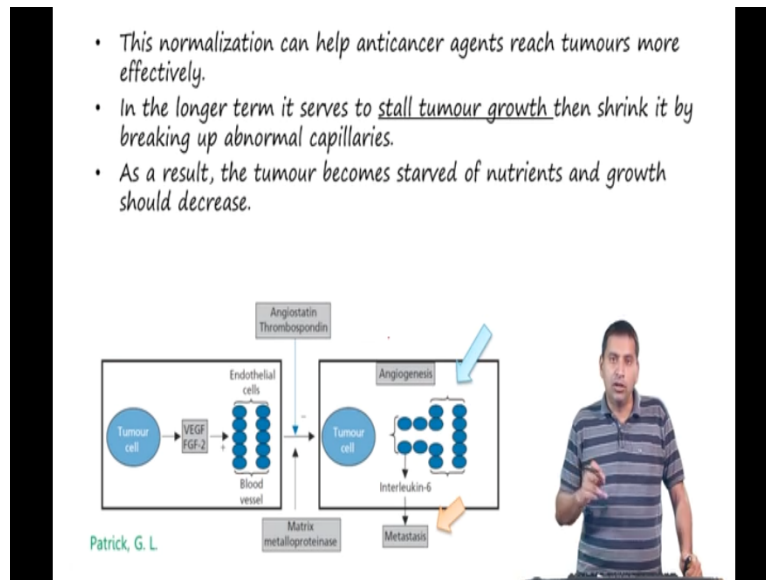 • This normalization can help anticancer agents reach tumours more
effectively.
• In the longer term it serves to stall tumour growth then shrink it by
breaking up abnormal capillaries.
• As a result, the tumour becomes starved of nutrients and growth
should decrease.
Angiostatin
Thrombospondin
Endothelial
cells
Tumour
cell
VEGF
FGF-2
+
Blood
vessel
–
Matrix
metalloproteinase
Angiogenesis
Tumour
cell
Interleukin-6
Metastasis
Patrick, G. L.